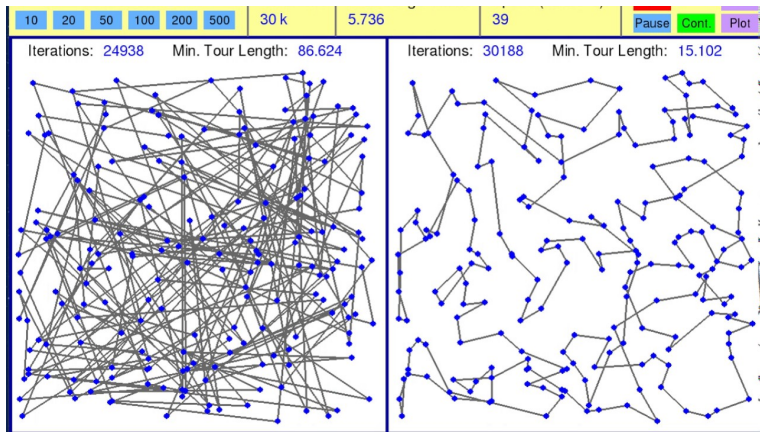 10 20 50 100 200 500 30 k 5.736 39 Pause Cont. Plot
Iterations: 24938 Min. Tour Length: 86.624
Iterations: 30188 Min. Tour Length: 15.102